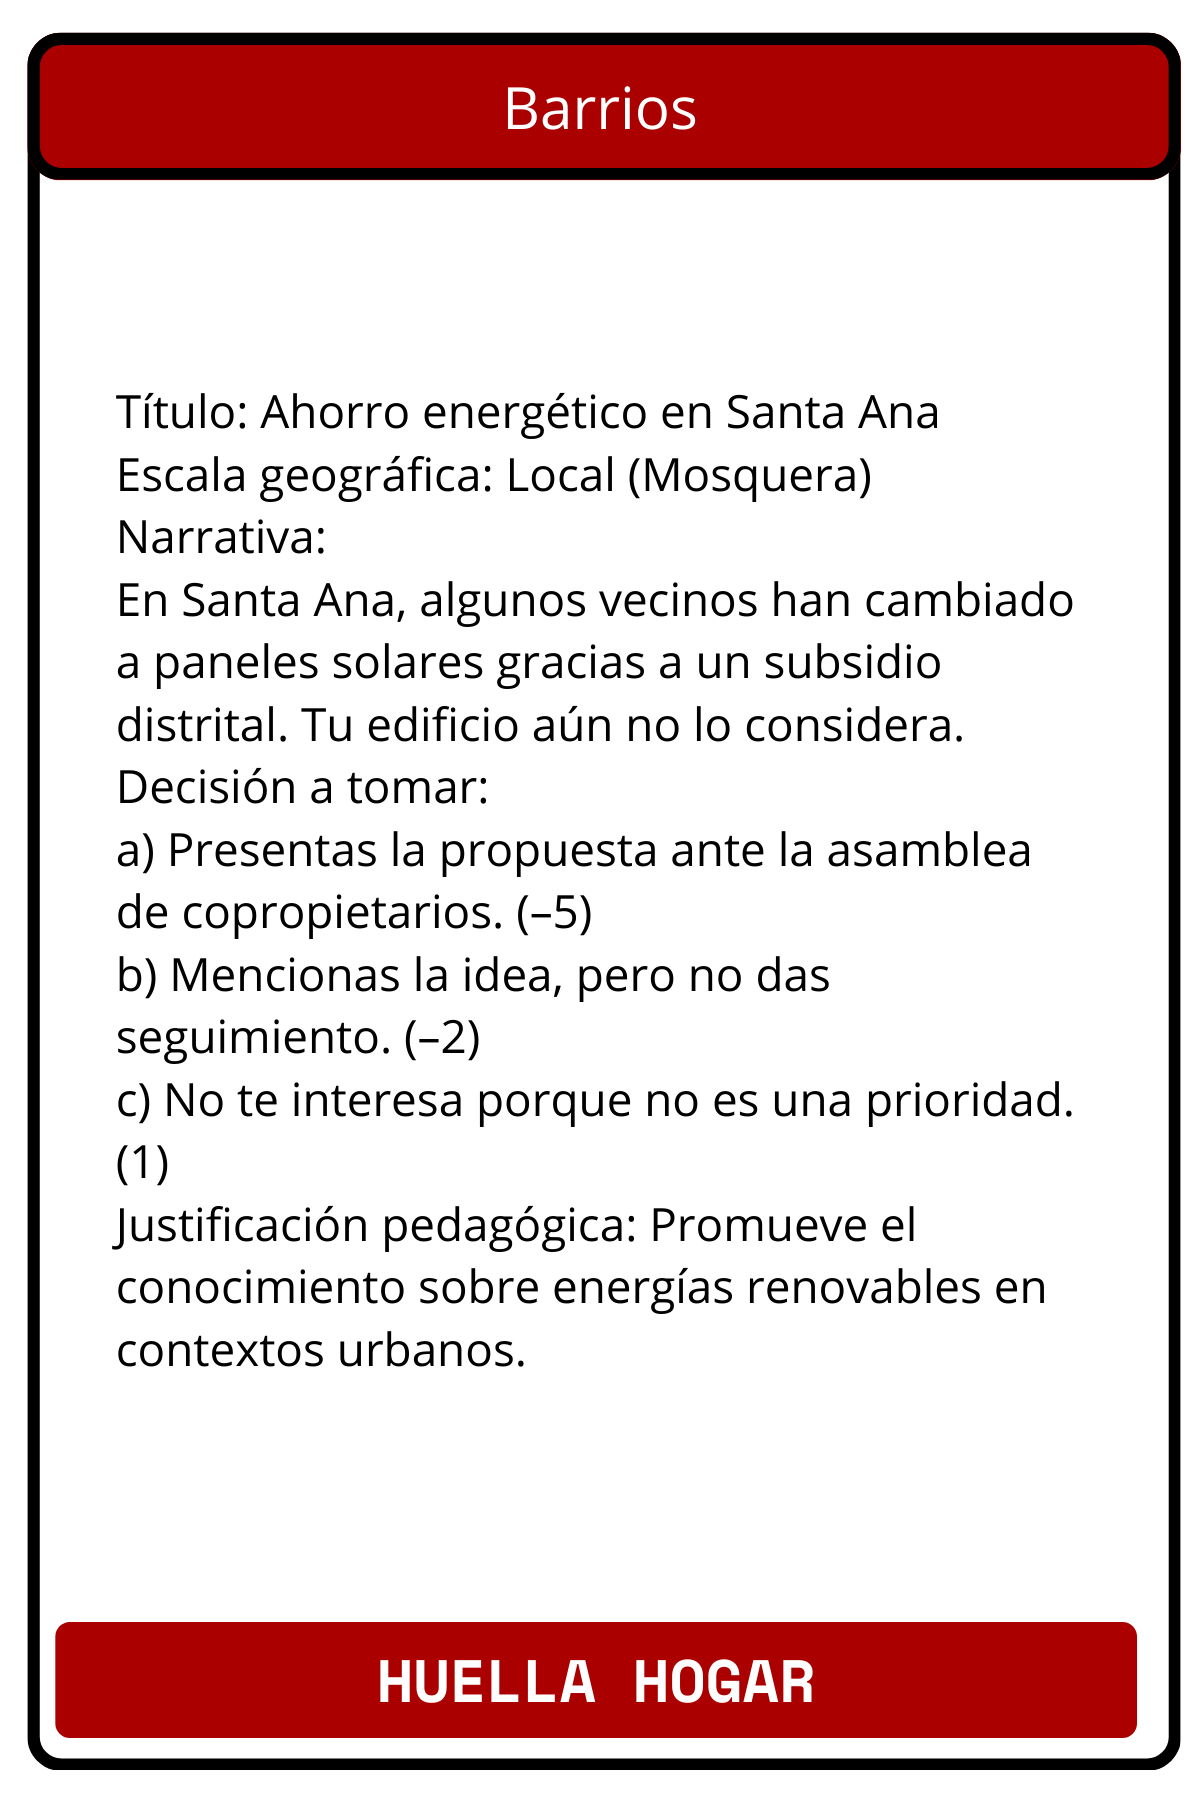 Barrios
Título: Ahorro energético en Santa Ana
Escala geográfica: Local (Mosquera)
Narrativa:
En Santa Ana, algunos vecinos han cambiado
a paneles solares gracias a un subsidio
distrital. Tu edificio aún no lo considera.
Decisión a tomar:
a) Presentas la propuesta ante la asamblea
de copropietarios. (–5)
b) Mencionas la idea, pero no das
seguimiento. (–2)
c) No te interesa porque no es una prioridad.
(1)
Justificación pedagógica: Promueve el
conocimiento sobre energías renovables en
contextos urbanos.
HUELLA HOGAR